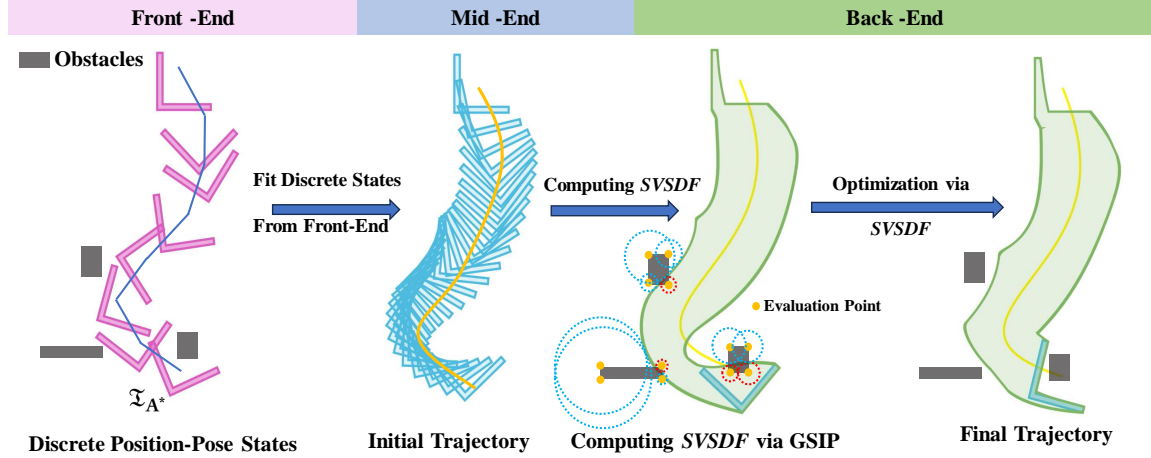 Front -End
Mid -End
Back -End
Obstacles
Fit Discrete States
From Front-End
Computing SVSDF
Optimization via
SVSDF
Evaluation Point
𝔗A*
Discrete Position-Pose States
Initial Trajectory
Computing SVSDF via GSIP
Final Trajectory